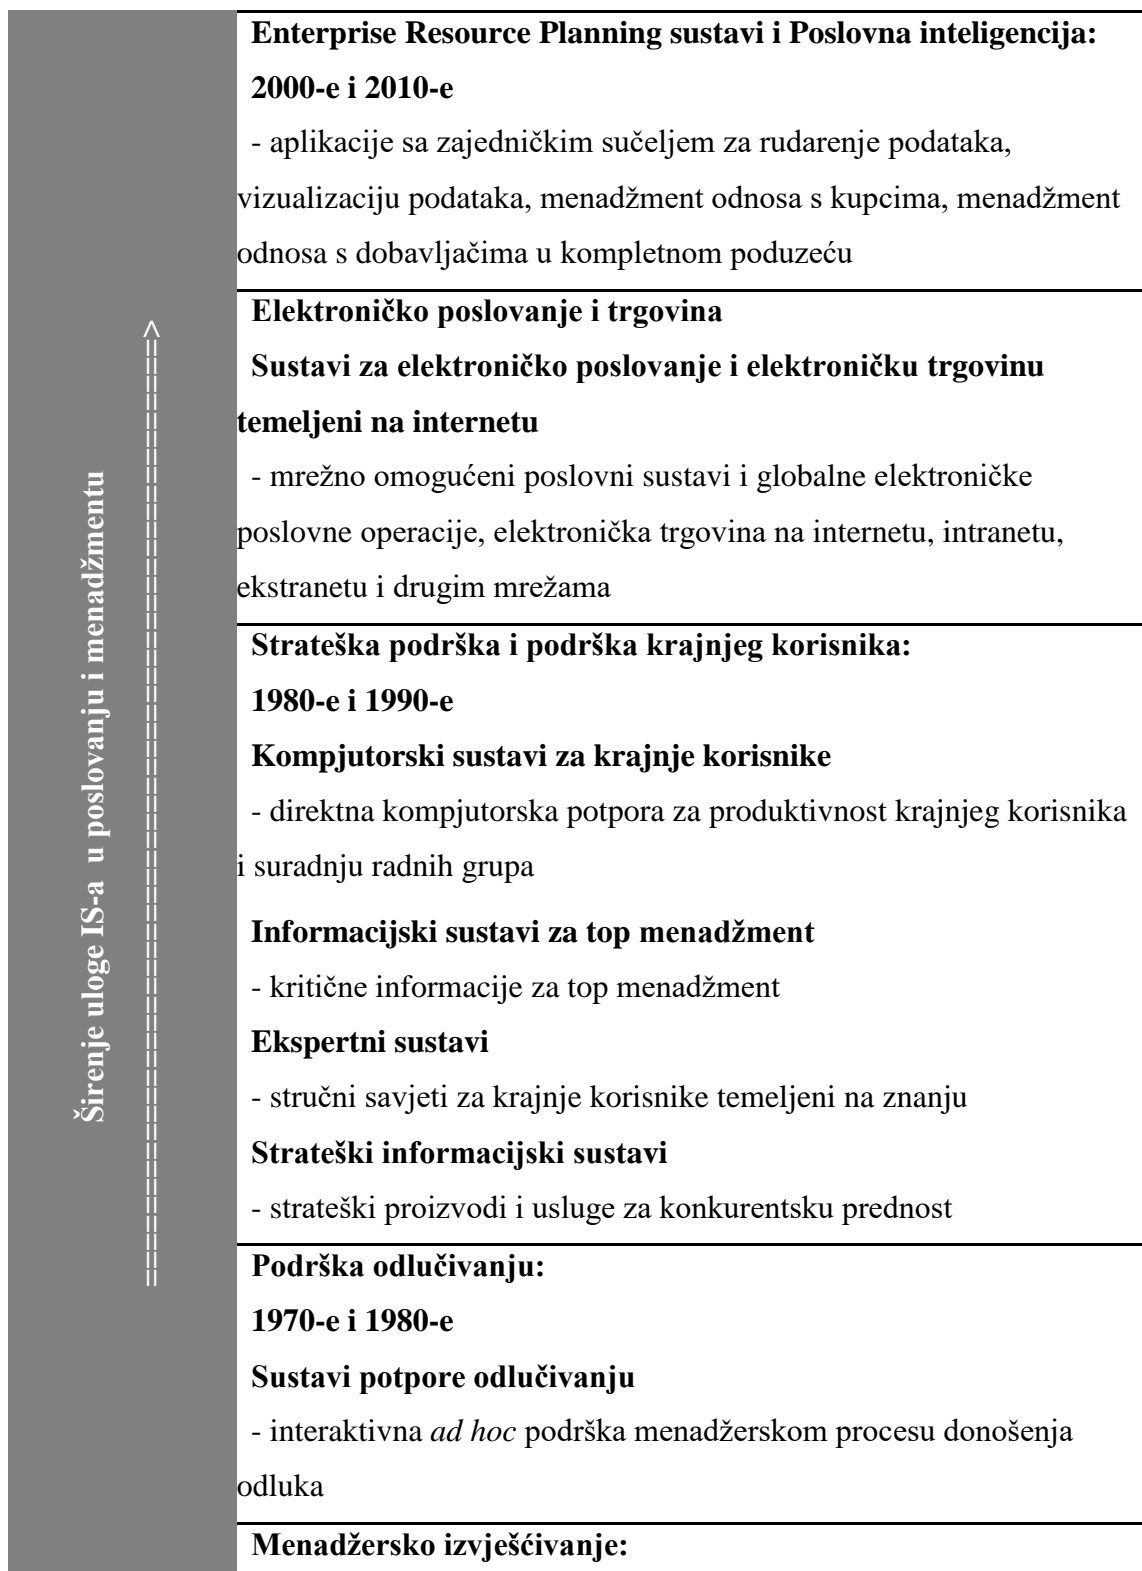 Širenje uloge IS-a u poslovanju i menadžmentu
====================================================>
Enterprise Resource Planning sustavi i Poslovna inteligencija:
2000-e i 2010-e
- aplikacije sa zajedničkim sučeljem za rudarenje podataka,
vizualizaciju podataka, menadžment odnosa s kupcima, menadžment
odnosa s dobavljačima u kompletnom poduzeću
Elektroničko poslovanje i trgovina
Sustavi za elektroničko poslovanje i elektroničku trgovinu
temeljeni na internetu
- mrežno omogućeni poslovni sustavi i globalne elektroničke
poslovne operacije, elektronička trgovina na internetu, intranetu,
ekstranetu i drugim mrežama
Strateška podrška i podrška krajnjeg korisnika:
1980-e i 1990-e
Kompjutorski sustavi za krajnje korisnike
- direktna kompjutorska potpora za produktivnost krajnjeg korisnika
i suradnju radnih grupa
Informacijski sustavi za top menadžment
- kritične informacije za top menadžment
Ekspertni sustavi
- stručni savjeti za krajnje korisnike temeljeni na znanju
Strateški informacijski sustavi
- strateški proizvodi i usluge za konkurentsku prednost
Podrška odlučivanju:
1970-e i 1980-e
Sustavi potpore odlučivanju
- interaktivna ad hoc podrška menadžerskom procesu donošenja
odluka
Menadžersko izvješćivanje: